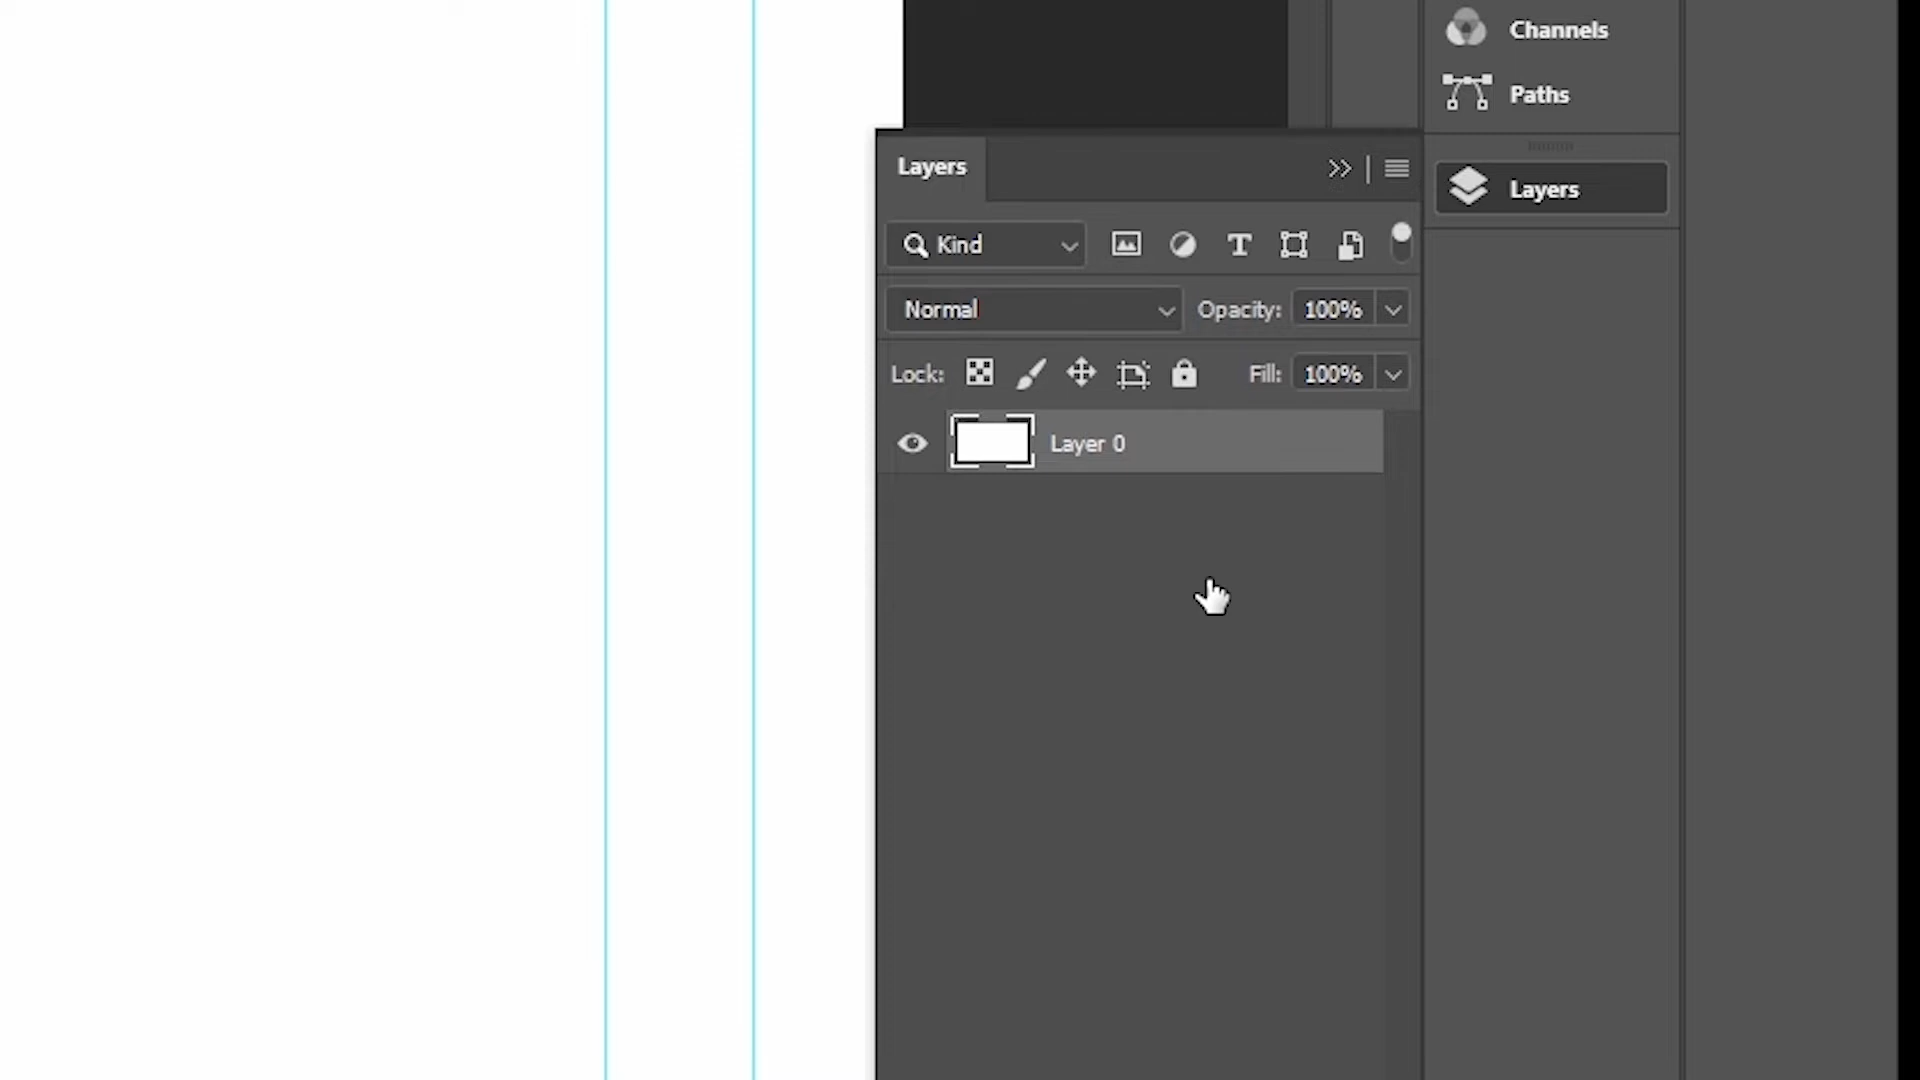 Channels
Paths
Layers
Layers
Kind
Normal
Opacity: 100%
Lock:
Fill: 100%
Layer 0